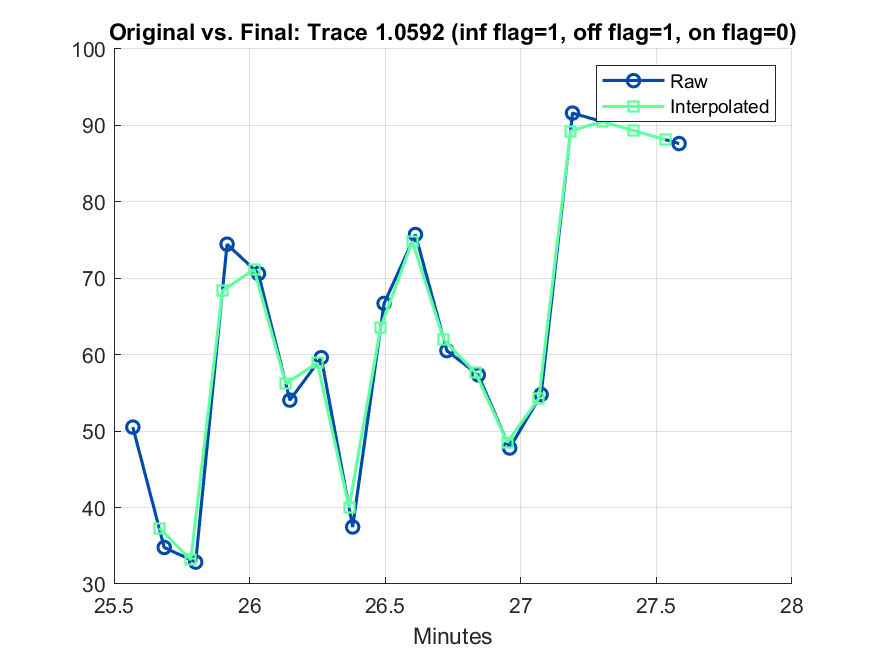 Original vs. Final: Trace 1.0592 (inf flag=1, off flag=1, on flag=0)
100
90
80
70
60
50
40
30
Raw
Interpolated
25.5 26 26.5 27 27.5 28
Minutes